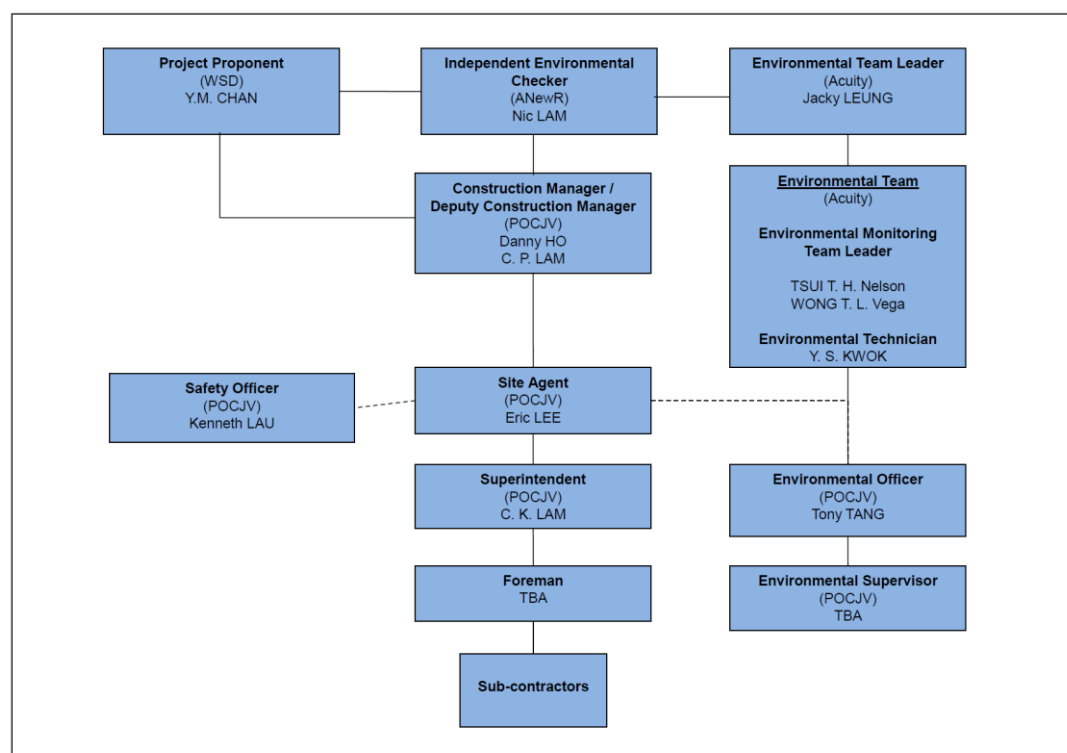 Project Proponent
(WSD)
Y.M. CHAN
Independent Environmental
Checker
(ANewR)
Nic LAM
Environmental Team Leader
(Acuity)
Jacky LEUNG
Construction Manager /
Deputy Construction Manager
(POCJV)
Danny HO
C. P. LAM
Environmental Team
(Acuity)
Environmental Monitoring
Team Leader
TSUI T. H. Nelson
WONG T. L. Vega
Environmental Technician
Y. S. KWOK
Safety Officer
(POCJV)
Kenneth LAU
Site Agent
(POCJV)
Eric LEE
Superintendent
(POCJV)
C. K. LAM
Environmental Officer
(POCJV)
Tony TANG
Foreman
TBA
Environmental Supervisor
(POCJV)
TBA
Sub-contractors